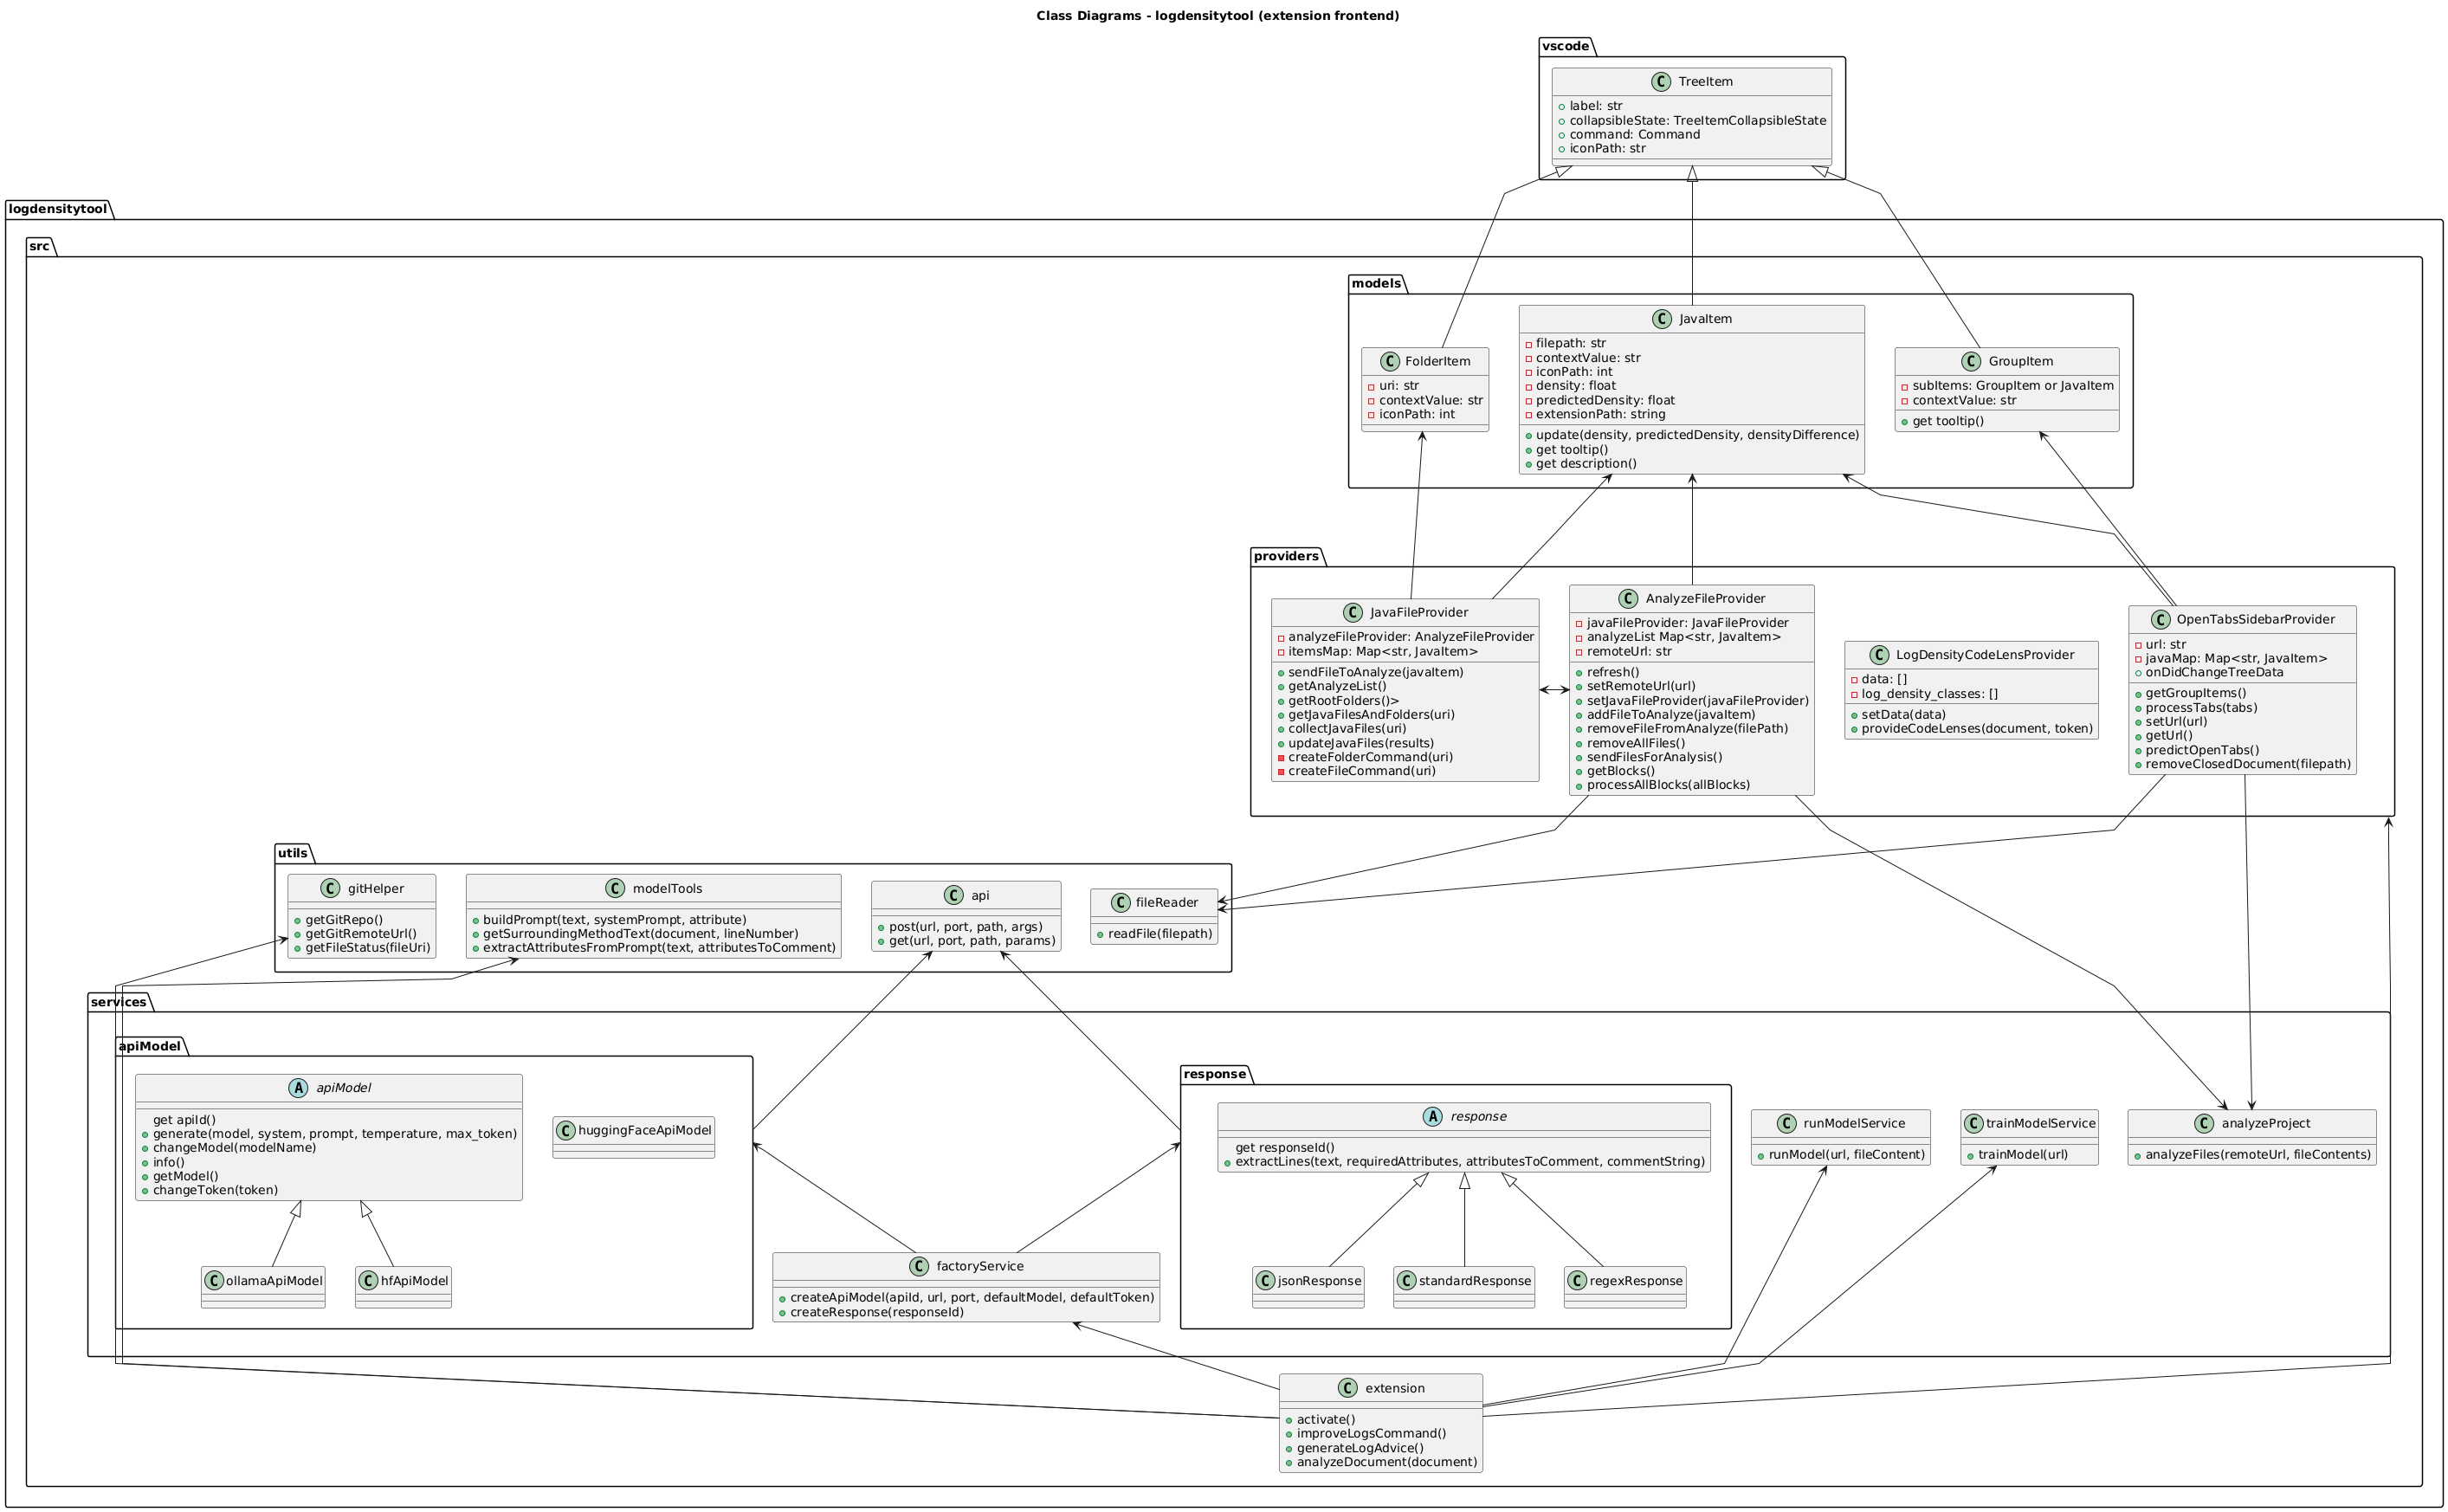 Class Diagrams - logdensitytool (extension frontend)
vscode
TreeItem
label: str
collapsibleState: TreeItemCollapsibleState
command: Command
iconPath: str
logdensitytool
src
models
FolderItem
uri: str
contextValue: str
iconPath: int
JavaItem
filepath: str
contextValue: str
iconPath: int
density: float
predictedDensity: float
extensionPath: string
update(density, predictedDensity, densityDifference)
get tooltip()
get description()
GroupItem
subItems: GroupItem or JavaItem
contextValue: str
get tooltip()
providers
JavaFileProvider
analyzeFileProvider: AnalyzeFileProvider
itemsMap: Map<str, JavaItem>
sendFileToAnalyze(javaItem)
getAnalyzeList()
getRootFolders()>
getJavaFilesAndFolders(uri)
collectJavaFiles(uri)
updateJavaFiles(results)
createFolderCommand(uri)
createFileCommand(uri)
AnalyzeFileProvider
javaFileProvider: JavaFileProvider
analyzeList Map<str, JavaItem>
remoteUrl: str
refresh()
setRemoteUrl(url)
setJavaFileProvider(javaFileProvider)
addFileToAnalyze(javaItem)
removeFileFromAnalyze(filePath)
removeAllFiles()
sendFilesForAnalysis()
getBlocks()
processAllBlocks(allBlocks)
LogDensityCodeLensProvider
data: []
log_density_classes: []
setData(data)
provideCodeLenses(document, token)
OpenTabsSidebarProvider
url: str
javaMap: Map<str, JavaItem>
onDidChangeTreeData
getGroupItems()
processTabs(tabs)
setUrl(url)
getUrl()
predictOpenTabs()
removeClosedDocument(filepath)
utils
gitHelper
getGitRepo()
getGitRemoteUrl()
getFileStatus(fileUri)
modelTools
buildPrompt(text, systemPrompt, attribute)
getSurroundingMethodText(document, lineNumber)
extractAttributesFromPrompt(text, attributesToComment)
api
post(url, port, path, args)
get(url, port, path, params)
fileReader
readFile(filepath)
services
apiModel
apiModel
get apiId()
generate(model, system, prompt, temperature, max_token)
changeModel(modelName)
info()
getModel()
changeToken(token)
huggingFaceApiModel
ollamaApiModel
hfApiModel
factoryService
createApiModel(apiId, url, port, defaultModel, defaultToken)
createResponse(responseId)
response
response
get responseId()
extractLines(text, requiredAttributes, attributesToComment, commentString)
jsonResponse
standardResponse
regexResponse
runModelService
runModel(url, fileContent)
trainModelService
trainModel(url)
analyzeProject
analyzeFiles(remoteUrl, fileContents)
extension
activate()
improveLogsCommand()
generateLogAdvice()
analyzeDocument(document)